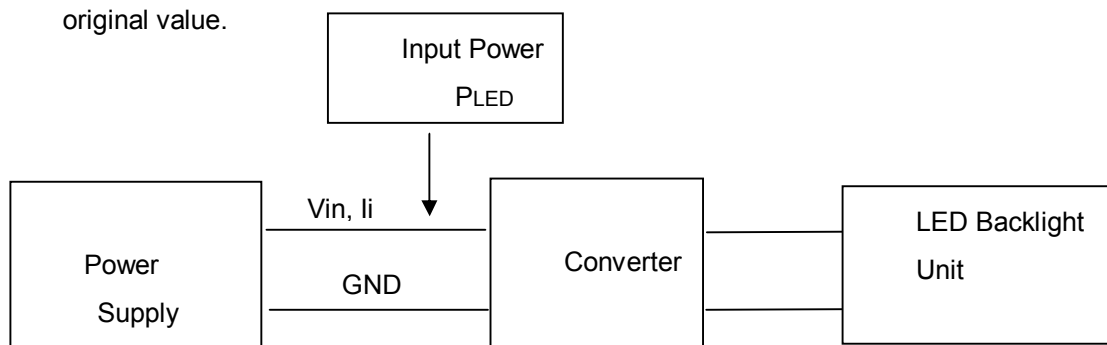 original value.
Input Power
PLED
Vin, Ii
GND
Power
Supply
Converter
LED Backlight
Unit